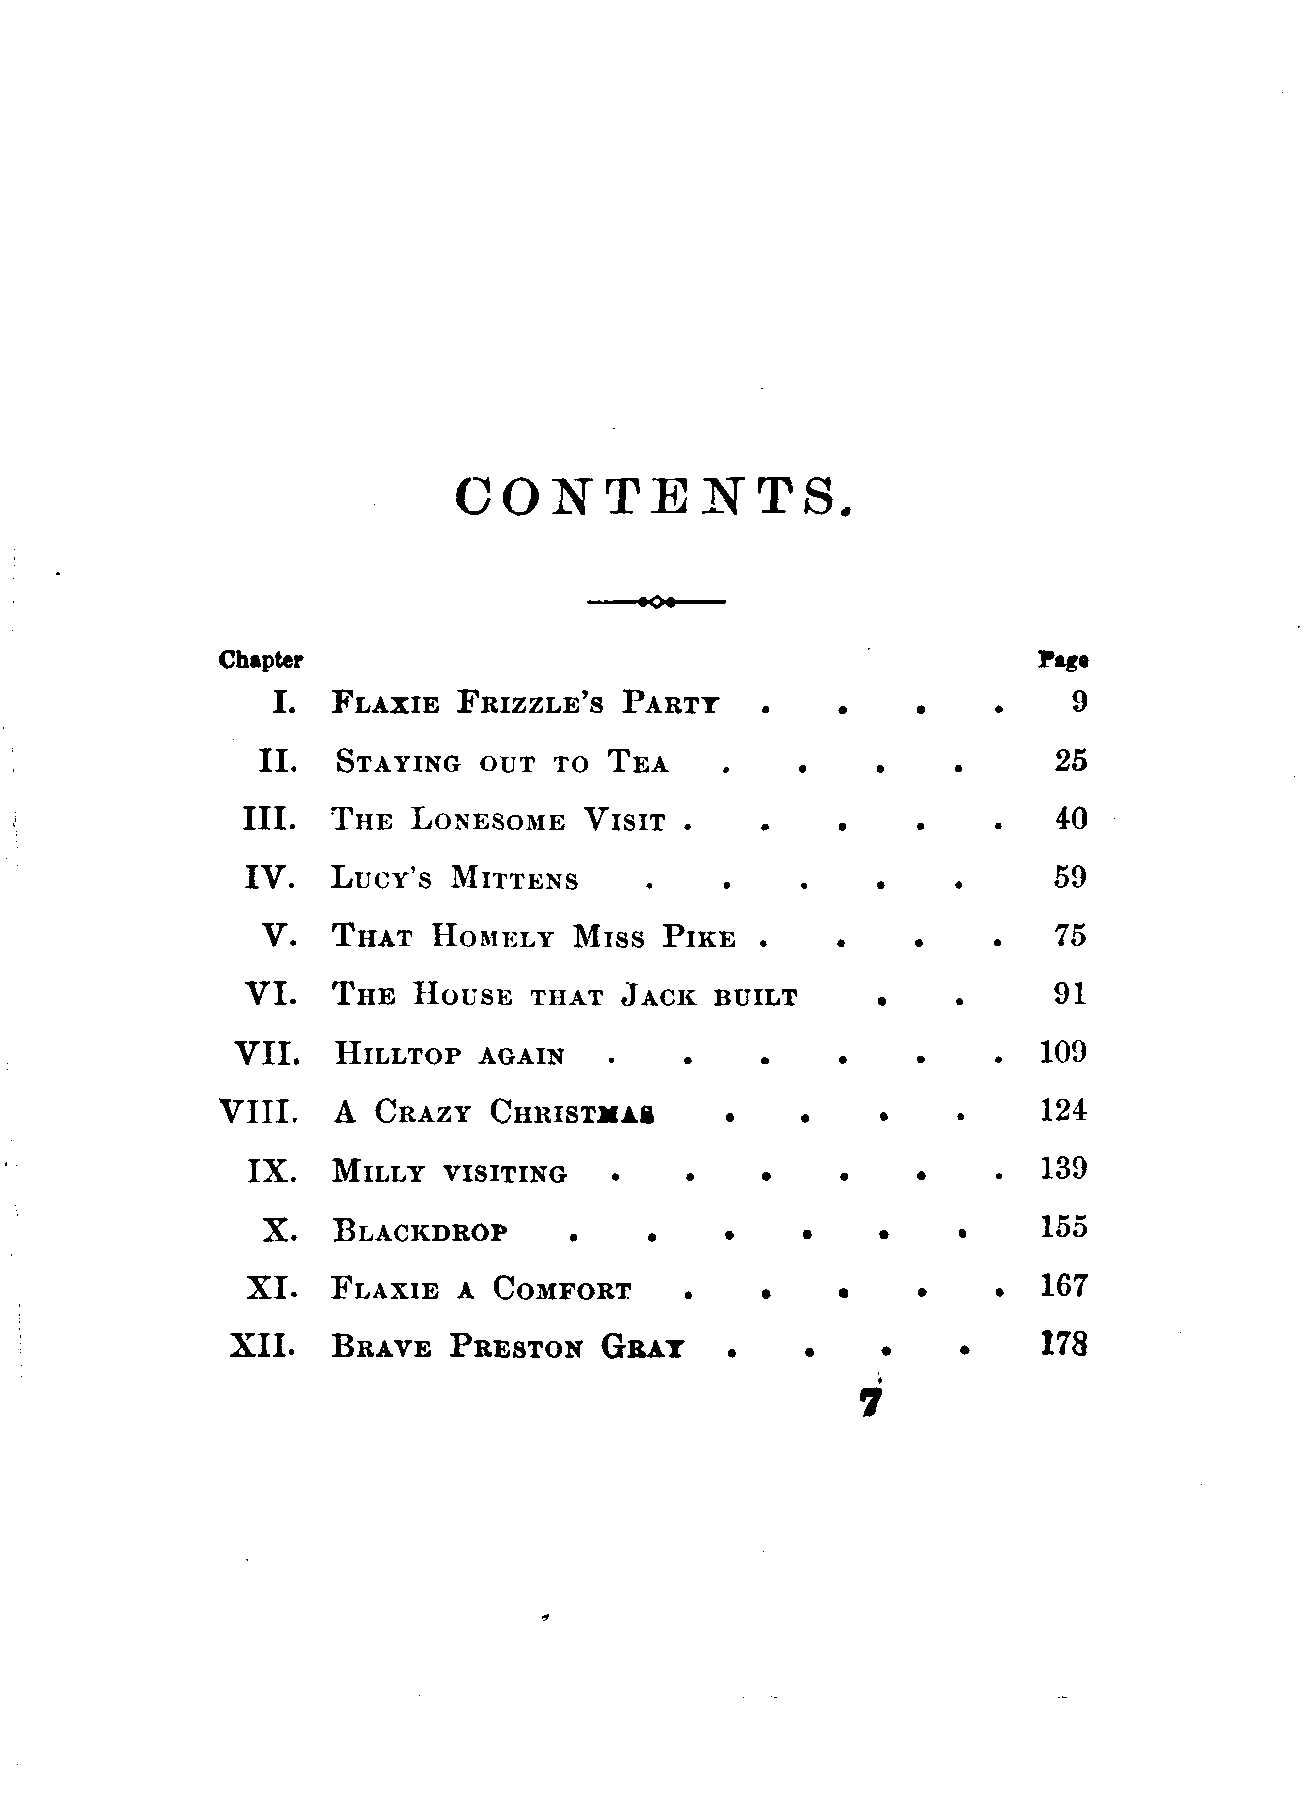 CONTENTS.
Chapter Page
I. FLAXIE FRIZZLE'S PARTY . . . . 9
II. STAYING OUT TO TEA . . . . 25
III. THE LONESOME VISIT . . . . . 40
IV. LUCY'S MITTENS . . . . . 59
V. THAT HOMELY MISS PIKE . . . . 75
VI. THE HOUSE THAT JACK BUILT . . 91
VII. HILLTOP AGAIN . . . . . . 109
VIII. A CRAZY CHRISTMAS . . . . 124
IX. MILLY VISITING . . . . . . 139
X. BLACKDROP . . . . . . 155
XI. FLAXIE A COMFORT . . . . . 167
XII. BRAVE PRESTON GRAY . . . . 178
7